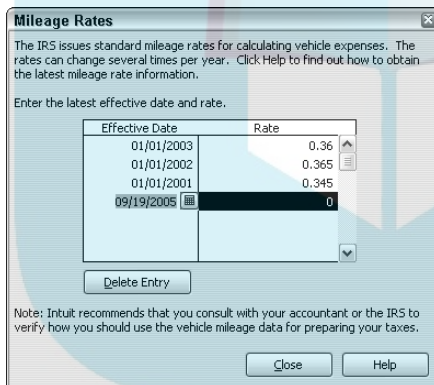 Mileage Rates
The IRS issues standard mileage rates for calculating vehicle expenses. The
rates can change several times per year. Click Help to find out how to obtain
the latest mileage rate information.
Enter the latest effective date and rate.
Effective Date Rate
01/01/2003 0.36
01/01/2002 0.365
01/01/2001 0.345
09/19/2005 0
Delete Entry
Note: Intuit recommends that you consult with your accountant or the IRS to
verify how you should use the vehicle mileage data for preparing your taxes.
Close Help